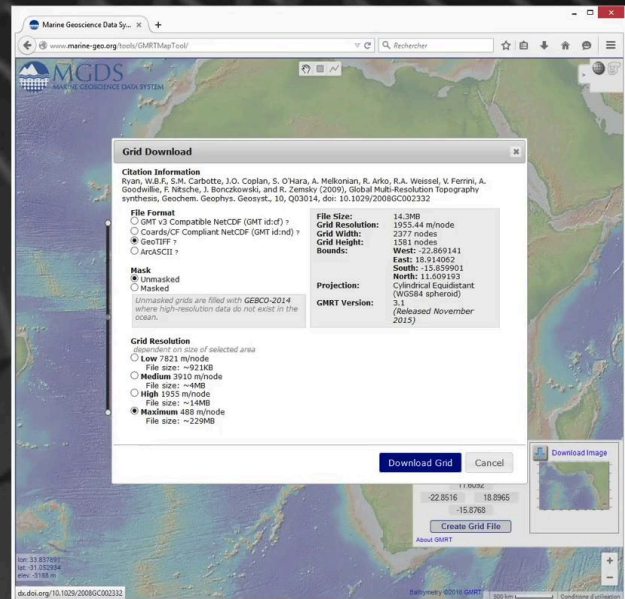 Marine Geoscience Data Sy...
www.marine-geo.org/tools/GMRTMapTool/
Rechercher
MGDS
MARINE GEOSCIENCE DATA SYSTEM
Grid Download
Citation Information
Ryan, W.B.F., S.M. Carbotte, J.O. Coplan, S. O'Hara, A. Melkonian, R. Arko, R.A. Weissel, V. Ferrini, A.
Goodwillie, F. Nitsche, J. Bonczkowski, and R. Zemsky (2009), Global Multi-Resolution Topography
synthesis, Geochem. Geophys. Geosyst., 10, Q03014, doi: 10.1029/2008GC002332
File Format
GMT v3 Compatible NetCDF (GMT id:cf) ?
Coards/CF Compliant NetCDF (GMT id:nd) ?
GeoTIFF ?
ArcASCII ?
Mask
Unmasked
Masked
Unmasked grids are filled with GEBCO-2014
where high-resolution data do not exist in the
ocean.
File Size: 14.3MB
Grid Resolution: 1955.44 m/node
Grid Width: 2377 nodes
Grid Height: 1581 nodes
Bounds: West: -22.869141
East: 18.914062
South: -15.859901
North: 11.609193
Projection: Cylindrical Equidistant
(WGS84 spheroid)
GMRT Version: 3.1
(Released November
2015)
Grid Resolution
dependent on size of selected area
Low 7821 m/node
File size: ~921KB
Medium 3910 m/node
File size: ~4MB
High 1955 m/node
File size: ~14MB
Maximum 488 m/node
File size: ~229MB
Download Grid
Cancel
Download Image
11.6092
-22.8516 18.8965
-15.8768
Create Grid File
About GMRT
lon: 33.837891
lat: -31.052934
elev: -3168 m
dx.doi.org/10.1029/2008GC002332
Bathymetry ©2016 GMRT
500 km
Conditions d'utilisation